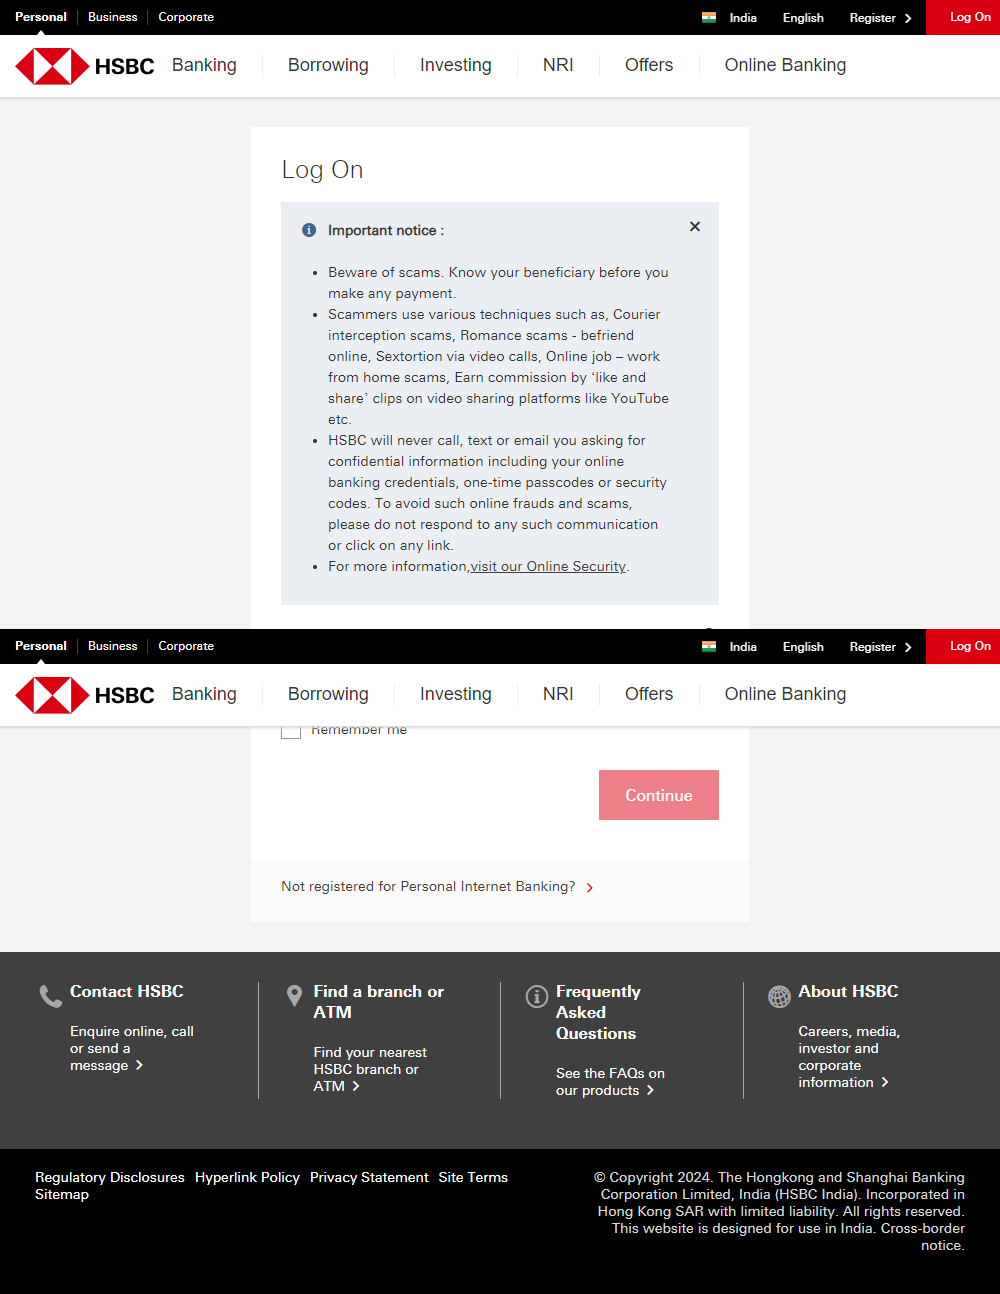 Personal Business Corporate India English Register Log On
HSBC Banking Borrowing Investing NRI Offers Online Banking
Log On
Important notice :
• Beware of scams. Know your beneficiary before you
make any payment.
• Scammers use various techniques such as, Courier
interception scams, Romance scams - befriend
online, Sextortion via video calls, Online job – work
from home scams, Earn commission by ‘like and
share’ clips on video sharing platforms like YouTube
etc.
• HSBC will never call, text or email you asking for
confidential information including your online
banking credentials, one-time passcodes or security
codes. To avoid such online frauds and scams,
please do not respond to any such communication
or click on any link.
• For more information,visit our Online Security.
Personal Business Corporate India English Register Log On
HSBC Banking Borrowing Investing NRI Offers Online Banking
Remember me
Continue
Not registered for Personal Internet Banking?
Contact HSBC
Enquire online, call
or send a
message
Find a branch or
ATM
Find your nearest
HSBC branch or
ATM
Frequently
Asked
Questions
See the FAQs on
our products
About HSBC
Careers, media,
investor and
corporate
information
Regulatory Disclosures Hyperlink Policy Privacy Statement Site Terms
Sitemap
© Copyright 2024. The Hongkong and Shanghai Banking
Corporation Limited, India (HSBC India). Incorporated in
Hong Kong SAR with limited liability. All rights reserved.
This website is designed for use in India. Cross-border
notice.